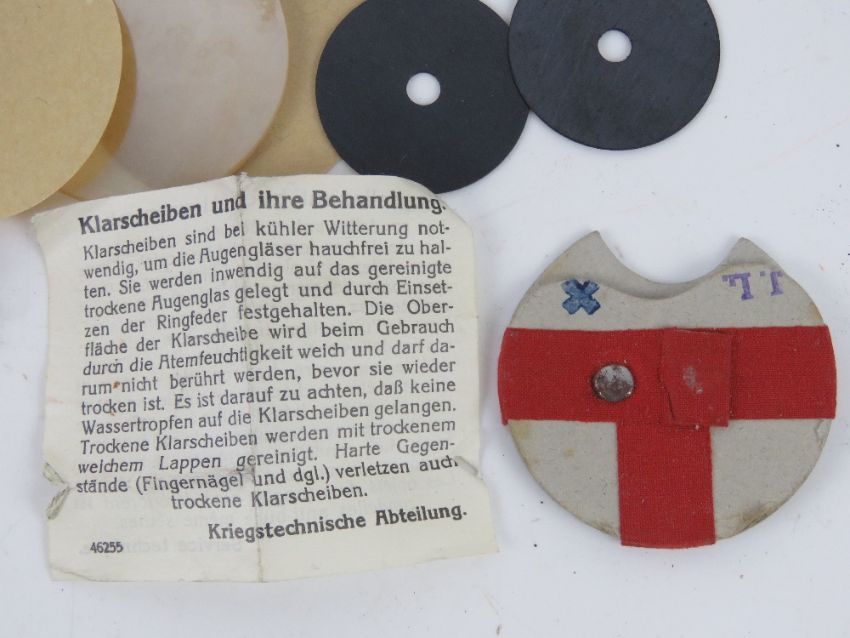 Klarscheiben und ihre Behandlung.
Klarscheiben sind bei kühler Witterung not-
wendig, um die Augengläser hauchfrei zu hal-
ten. Sie werden inwendig auf das gereinigte
trockene Augenglas gelegt und durch Einset-
zen der Ringfeder festgehalten. Die Ober-
fläche der Klarscheibe wird beim Gebrauch
durch die Atemfeuchtigkeit weich und darf da-
rum nicht berührt werden, bevor sie wieder
trocken ist. Es ist darauf zu achten, daß keine
Wassertropfen auf die Klarscheiben gelangen.
Trockene Klarscheiben werden mit trockenem
weichem Lappen gereinigt. Harte Gegen-
stände (Fingernägel und dgl.) verletzen auch
trockene Klarscheiben.
Kriegstechnische Abteilung.
46255